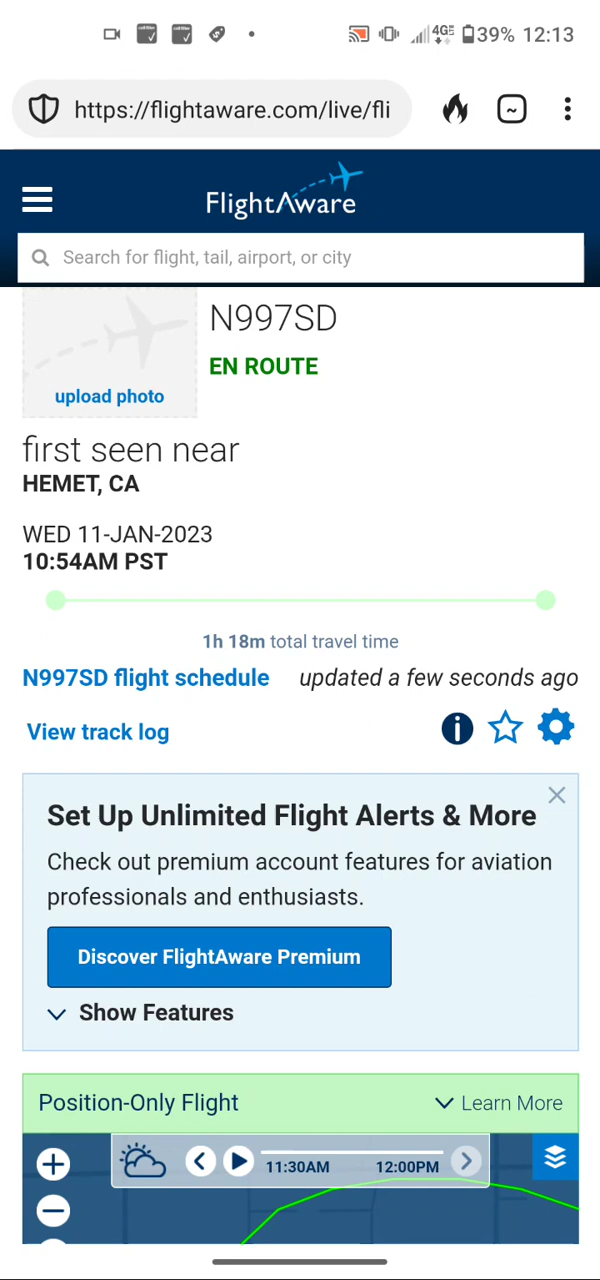 4GE 39% 12:13
https://flightaware.com/live/fli
FlightAware
Search for flight, tail, airport, or city
upload photo
N997SD
EN ROUTE
first seen near
HEMET, CA
WED 11-JAN-2023
10:54AM PST
1h 18m total travel time
N997SD flight schedule updated a few seconds ago
View track log
Set Up Unlimited Flight Alerts & More
Check out premium account features for aviation
professionals and enthusiasts.
Discover FlightAware Premium
Show Features
Position-Only Flight Learn More
11:30AM 12:00PM